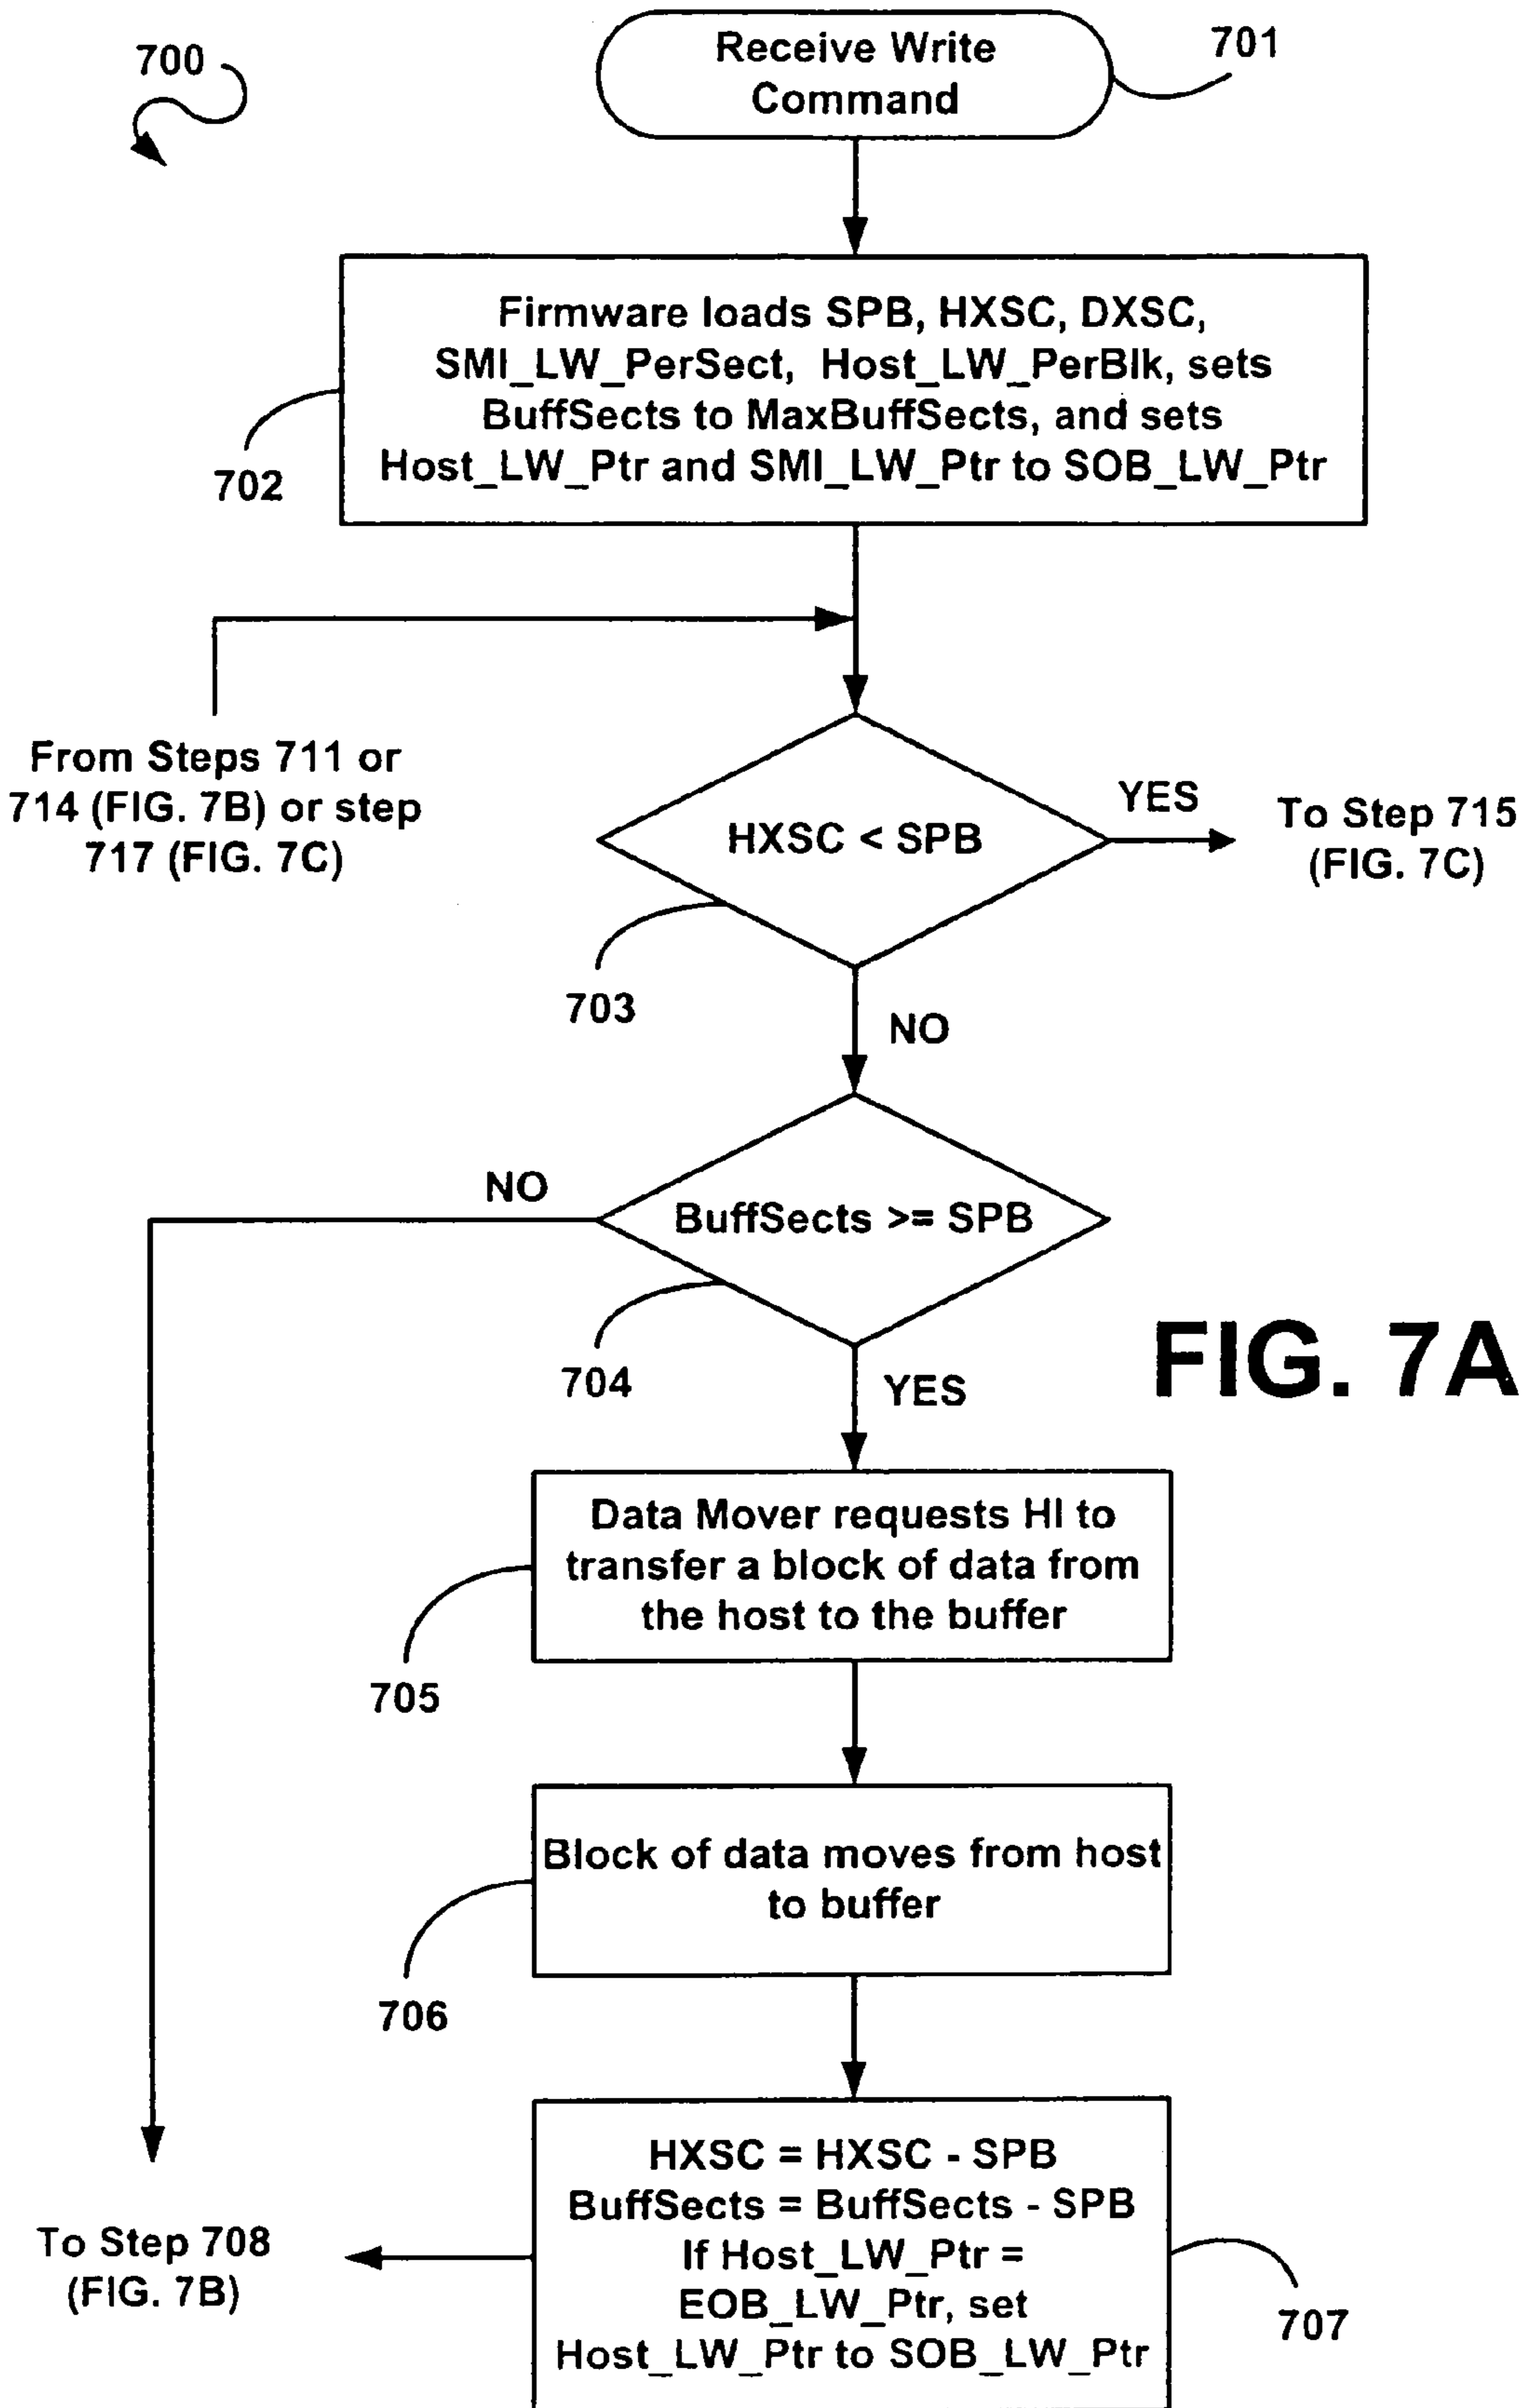 700
Receive Write
Command
701
Firmware loads SPB, HXSC, DXSC,
SMI_LW_PerSect, Host_LW_PerBlk, sets
BuffSects to MaxBuffSects, and sets
Host_LW_Ptr and SMI_LW_Ptr to SOB_LW_Ptr
702
From Steps 711 or
714 (FIG. 7B) or step
717 (FIG. 7C)
HXSC < SPB
YES
To Step 715
(FIG. 7C)
703
NO
BuffSects >= SPB
NO
704
YES
FIG. 7A
Data Mover requests HI to
transfer a block of data from
the host to the buffer
705
Block of data moves from host
to buffer
706
HXSC = HXSC - SPB
BuffSects = BuffSects - SPB
If Host_LW_Ptr =
EOB_LW_Ptr, set
Host_LW_Ptr to SOB_LW_Ptr
707
To Step 708
(FIG. 7B)